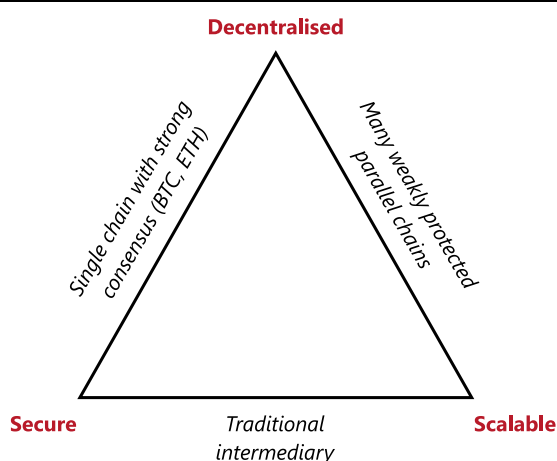 Decentralised
Single chain with strong
consensus (BTC, ETH)
Many weakly protected
parallel chains
Secure
Traditional
intermediary
Scalable